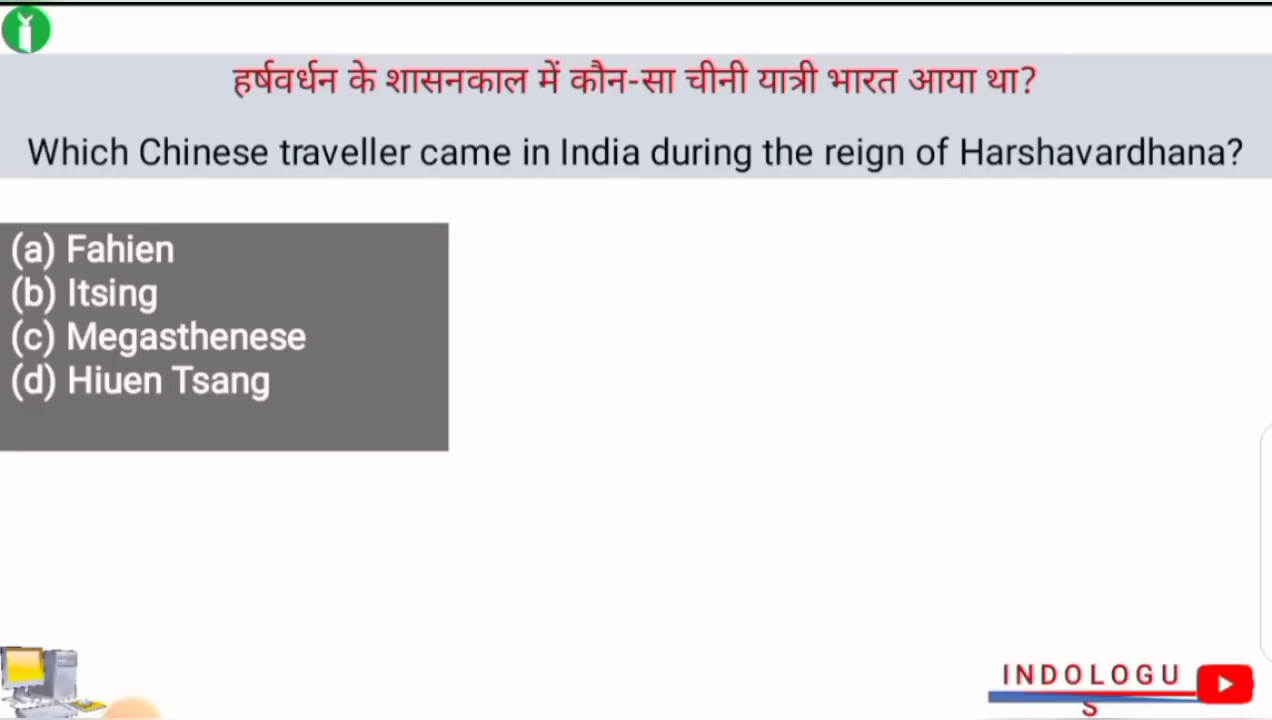 हर्षवर्धन के शासनकाल में कौन-सा चीनी यात्री भारत आया था?
Which Chinese traveller came in India during the reign of Harshavardhana?
(a) Fahien
(b) Itsing
(c) Megasthenese
(d) Hiuen Tsang
INDOLOGU
S